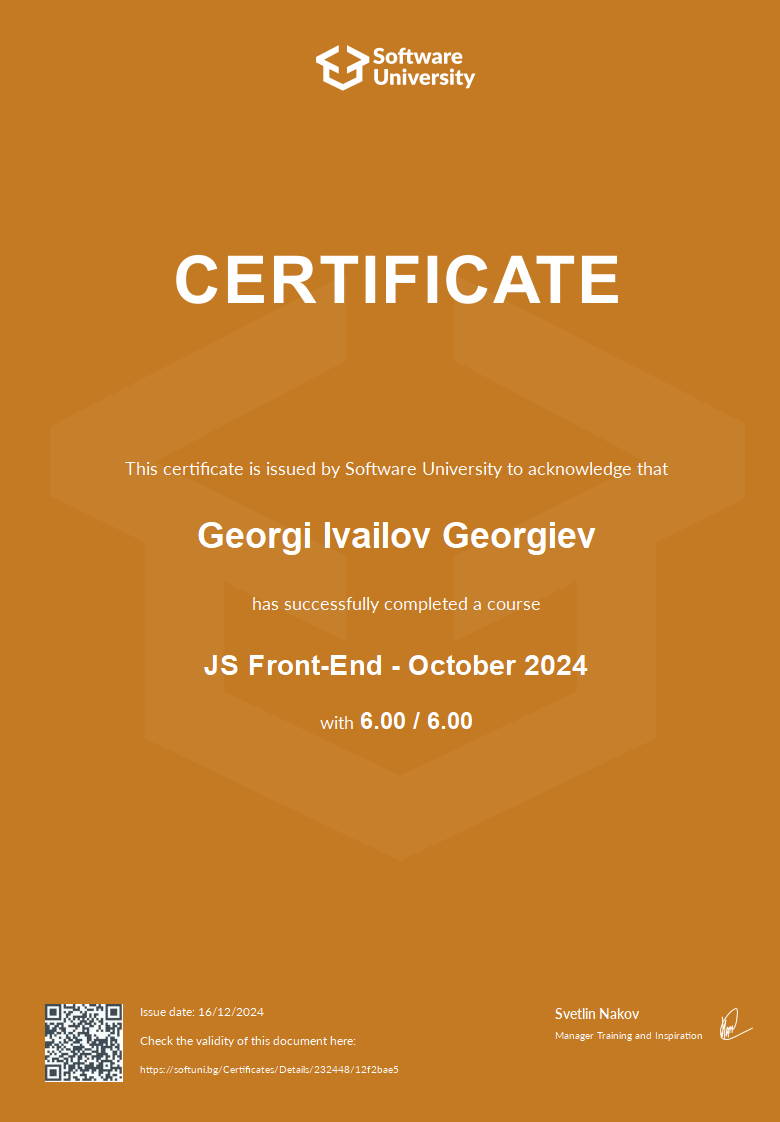 Software
University
CERTIFICATE
This certificate is issued by Software University to acknowledge that
Georgi Ivailov Georgiev
has successfully completed a course
JS Front-End - October 2024
with 6.00 / 6.00
Issue date: 16/12/2024
Check the validity of this document here:
https://softuni.bg/Certificates/Details/232448/12f2bae5
Svetlin Nakov
Manager Training and Inspiration